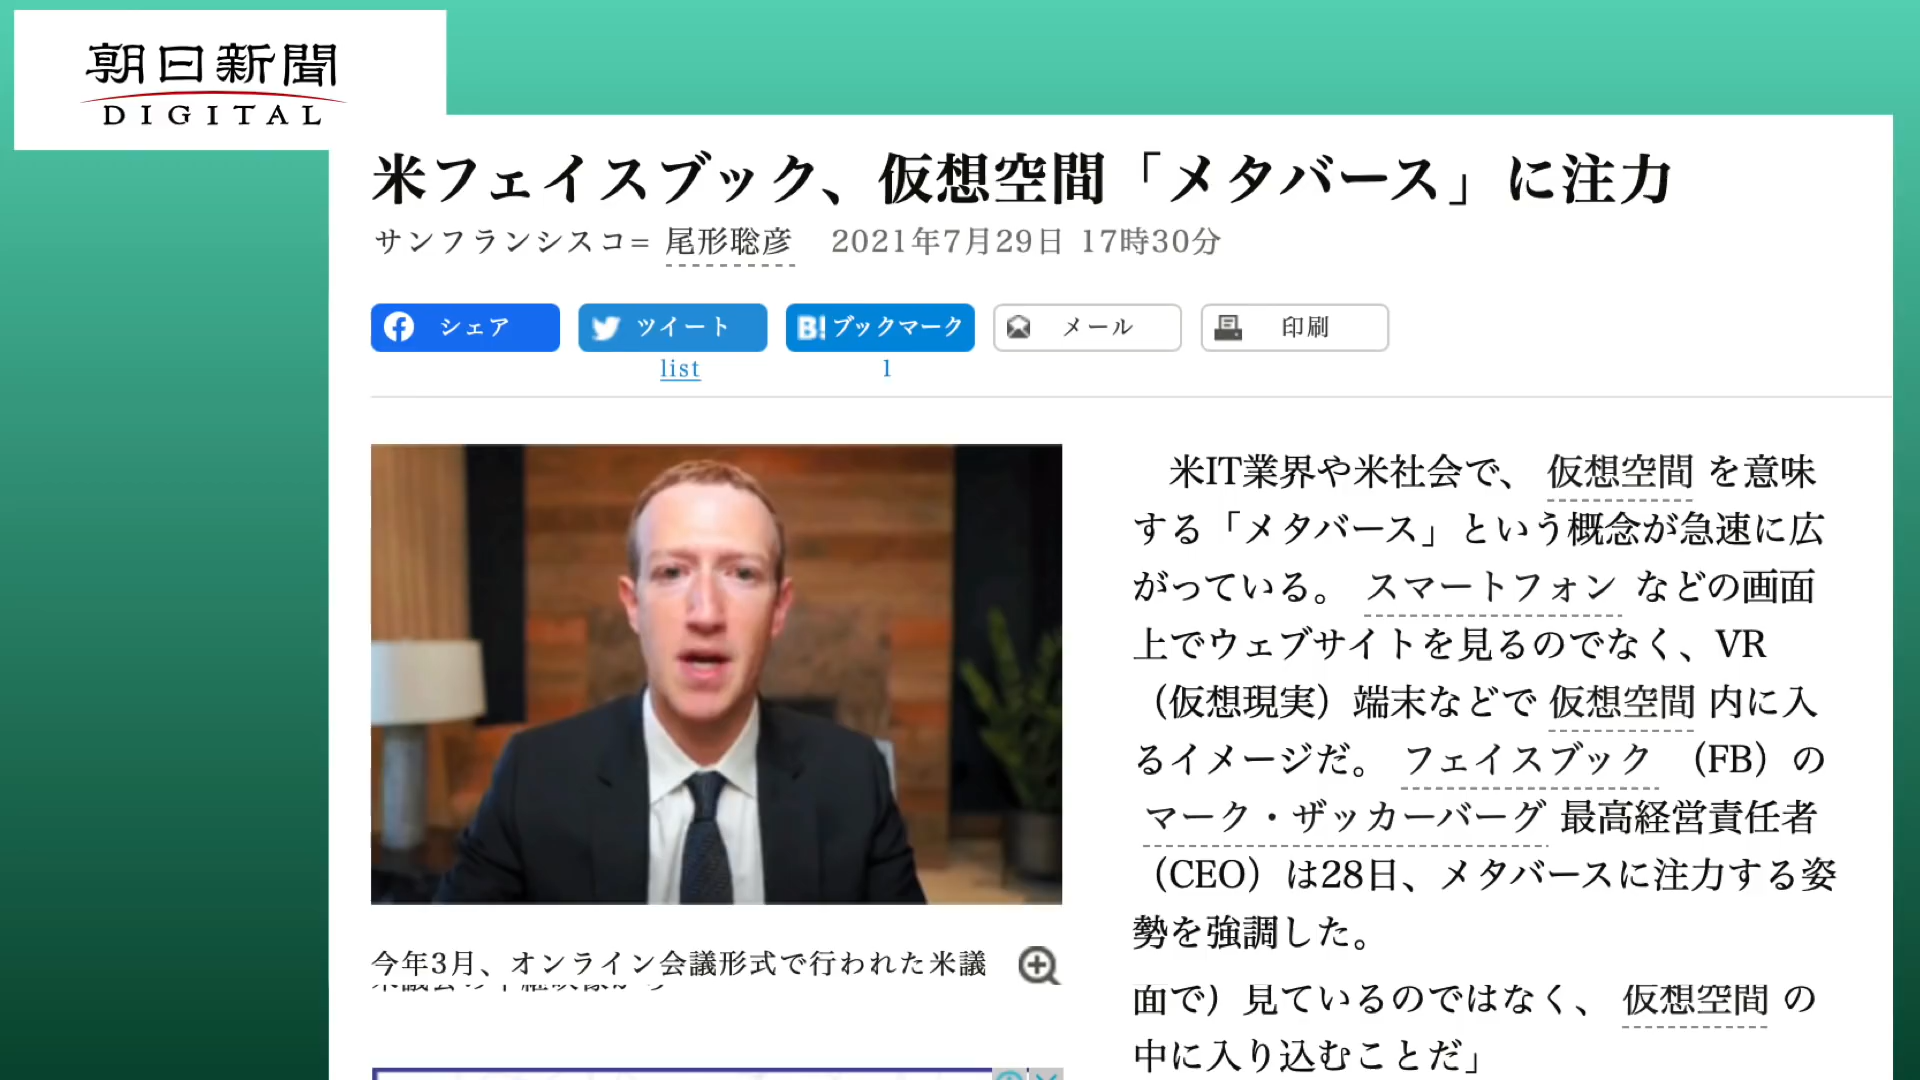 朝日新聞
DIGITAL
米フェイスブック、仮想空間「メタバース」に注力
サンフランシスコ= 尾形聡彦 2021年7月29日 17時30分
シェア ツイート B!ブックマーク メール 印刷
list 1
米IT業界や米社会で、 仮想空間 を意味
する「メタバース」という概念が急速に広
がっている。 スマートフォン などの画面
上でウェブサイトを見るのでなく、VR
（仮想現実）端末などで 仮想空間 内に入
るイメージだ。 フェイスブック （FB）の
マーク・ザッカーバーグ 最高経営責任者
（CEO）は28日、メタバースに注力する姿
勢を強調した。
面で）見ているのではなく、 仮想空間 の
中に入り込むことだ」
今年3月、オンライン会議形式で行われた米議